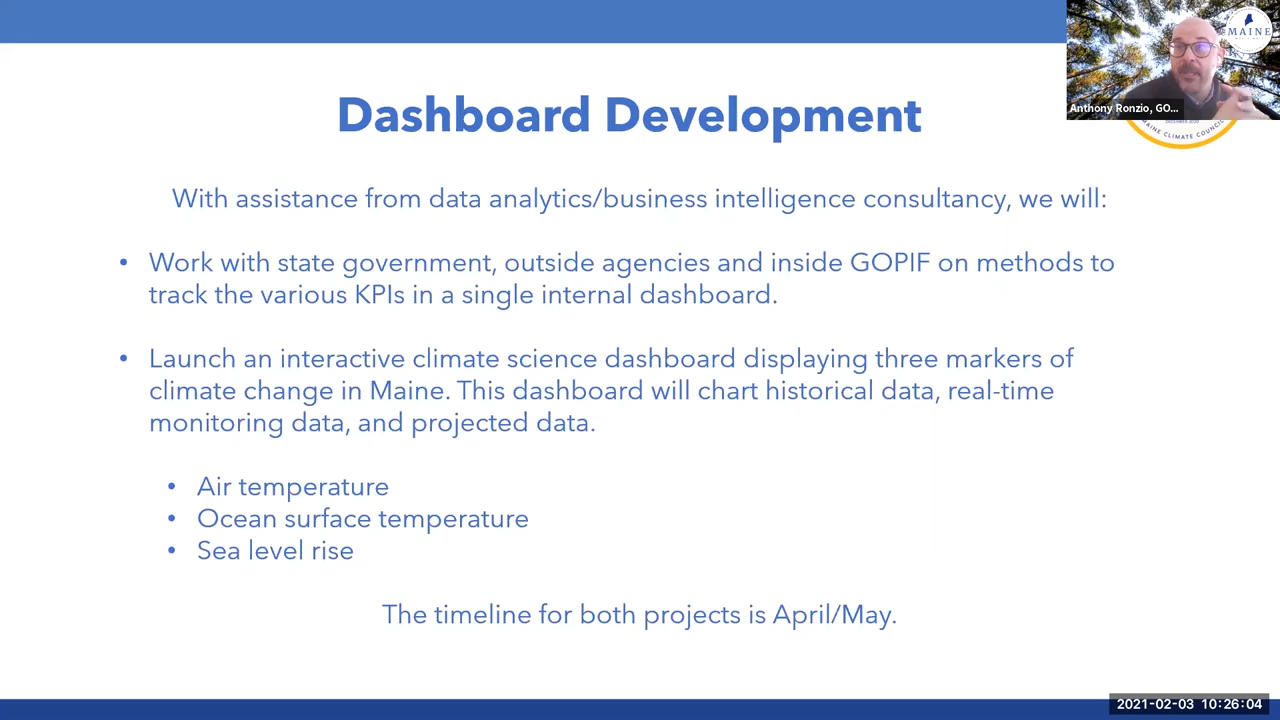 MAINE
Anthony Ronzio, GO...
MAINE CLIMATE COUNCIL
Dashboard Development
With assistance from data analytics/business intelligence consultancy, we will:
• Work with state government, outside agencies and inside GOPIF on methods to
track the various KPIs in a single internal dashboard.
• Launch an interactive climate science dashboard displaying three markers of
climate change in Maine. This dashboard will chart historical data, real-time
monitoring data, and projected data.
• Air temperature
• Ocean surface temperature
• Sea level rise
The timeline for both projects is April/May.
2021-02-03 10:26:04